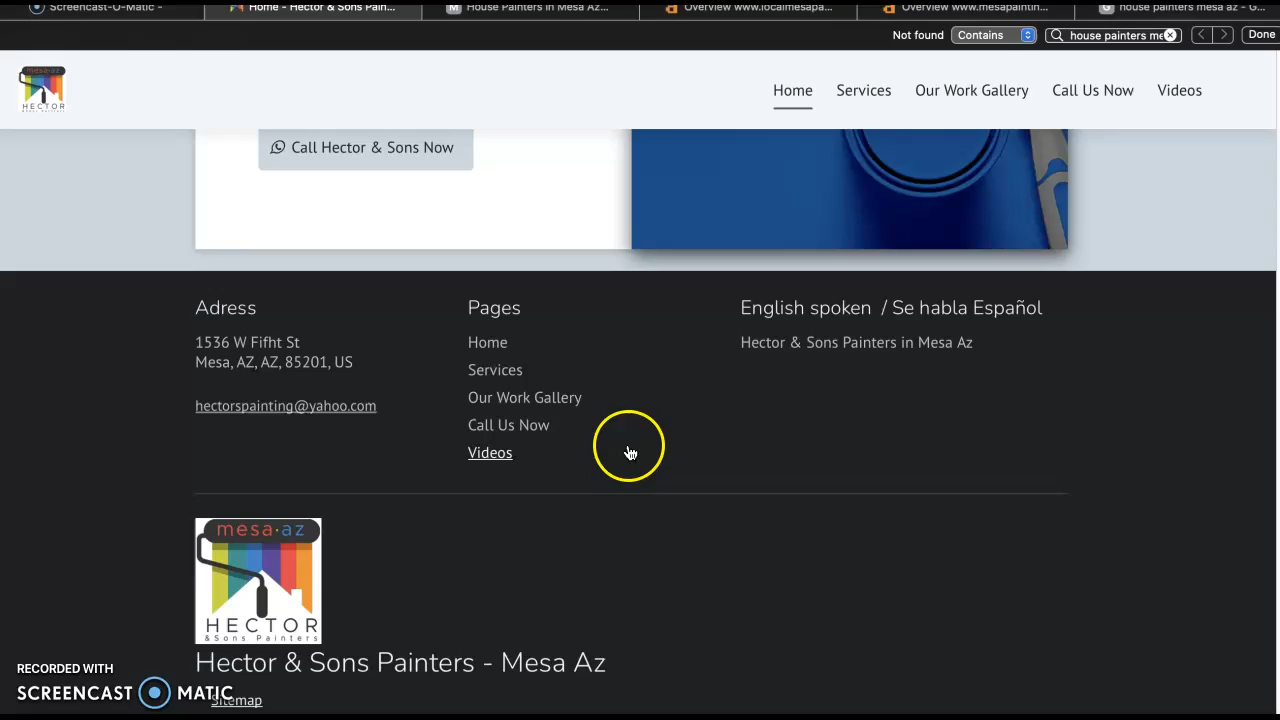 Screencast-O-Matic -
Home - Hector & Sons Pain...
House Painters in Mesa Az...
Overview www.localmesapa...
Overview www.mesapaintin...
house painters mesa az - G...
Not found
Contains
house painters me
Done
mesa-az
HECTOR
Home
Services
Our Work Gallery
Call Us Now
Videos
Call Hector & Sons Now
Adress
1536 W Fifht St
Mesa, AZ, AZ, 85201, US
hectorspainting@yahoo.com
Pages
Home
Services
Our Work Gallery
Call Us Now
Videos
English spoken / Se habla Español
Hector & Sons Painters in Mesa Az
mesa·az
HECTOR
& Sons Painters
Hector & Sons Painters - Mesa Az
Sitemap
RECORDED WITH
SCREENCAST MATIC